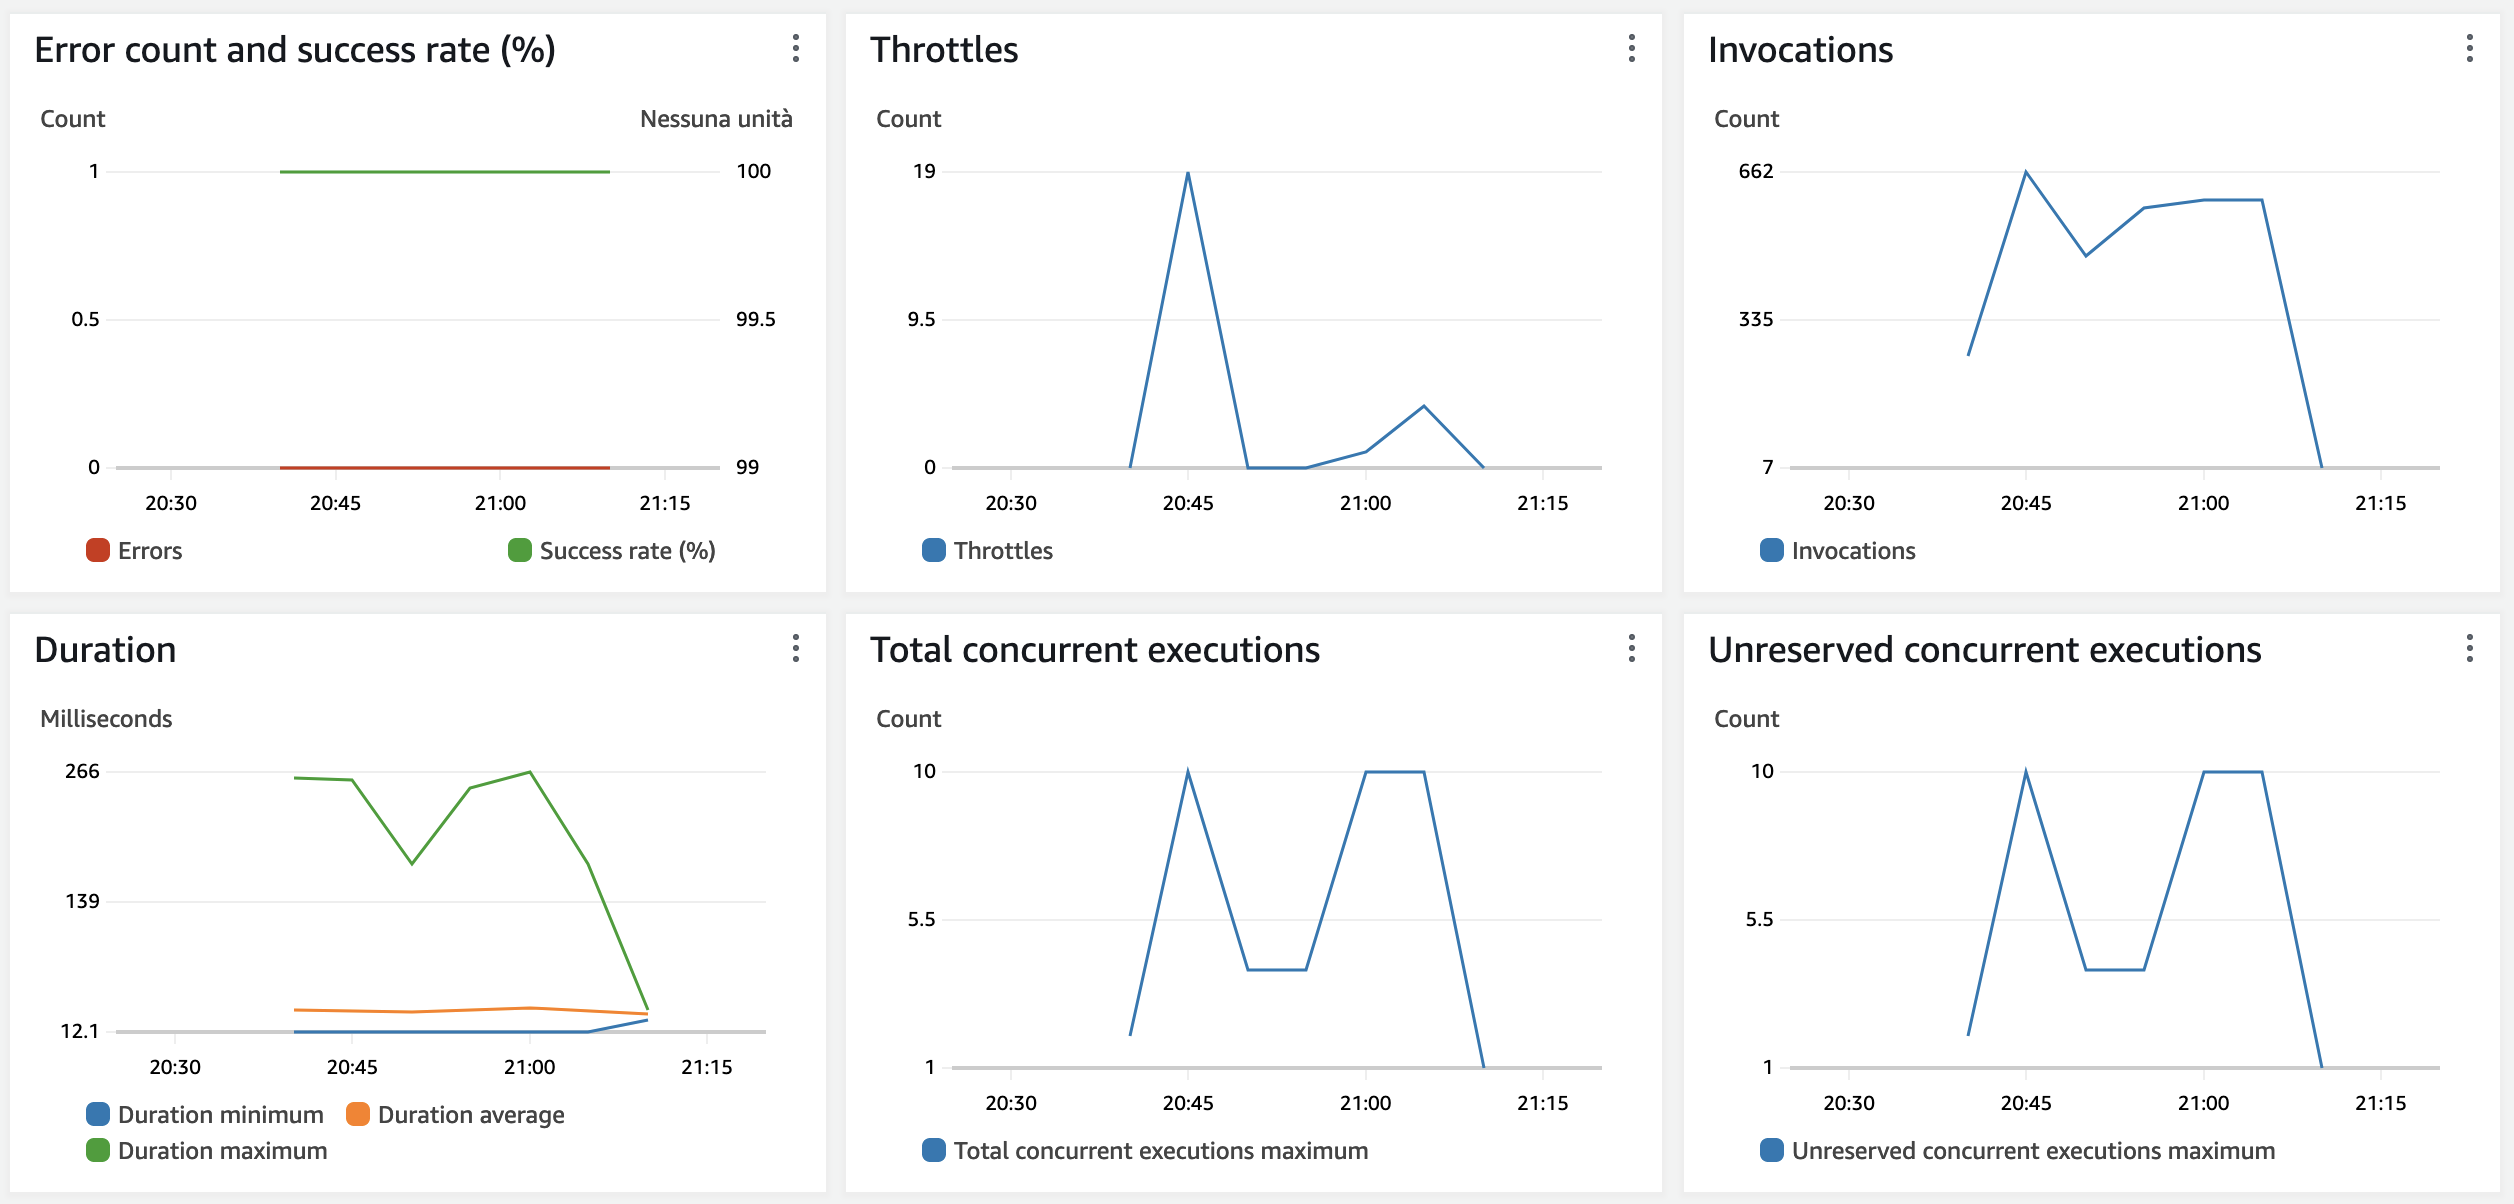 Error count and success rate (%)
Count
Nessuna unità
1
100
0.5
99.5
0
99
20:30
20:45
21:00
21:15
Errors
Success rate (%)
Throttles
Count
19
9.5
0
20:30
20:45
21:00
21:15
Throttles
Invocations
Count
662
335
7
20:30
20:45
21:00
21:15
Invocations
Duration
Milliseconds
266
139
12.1
20:30
20:45
21:00
21:15
Duration minimum
Duration average
Duration maximum
Total concurrent executions
Count
10
5.5
1
20:30
20:45
21:00
21:15
Total concurrent executions maximum
Unreserved concurrent executions
Count
10
5.5
1
20:30
20:45
21:00
21:15
Unreserved concurrent executions maximum